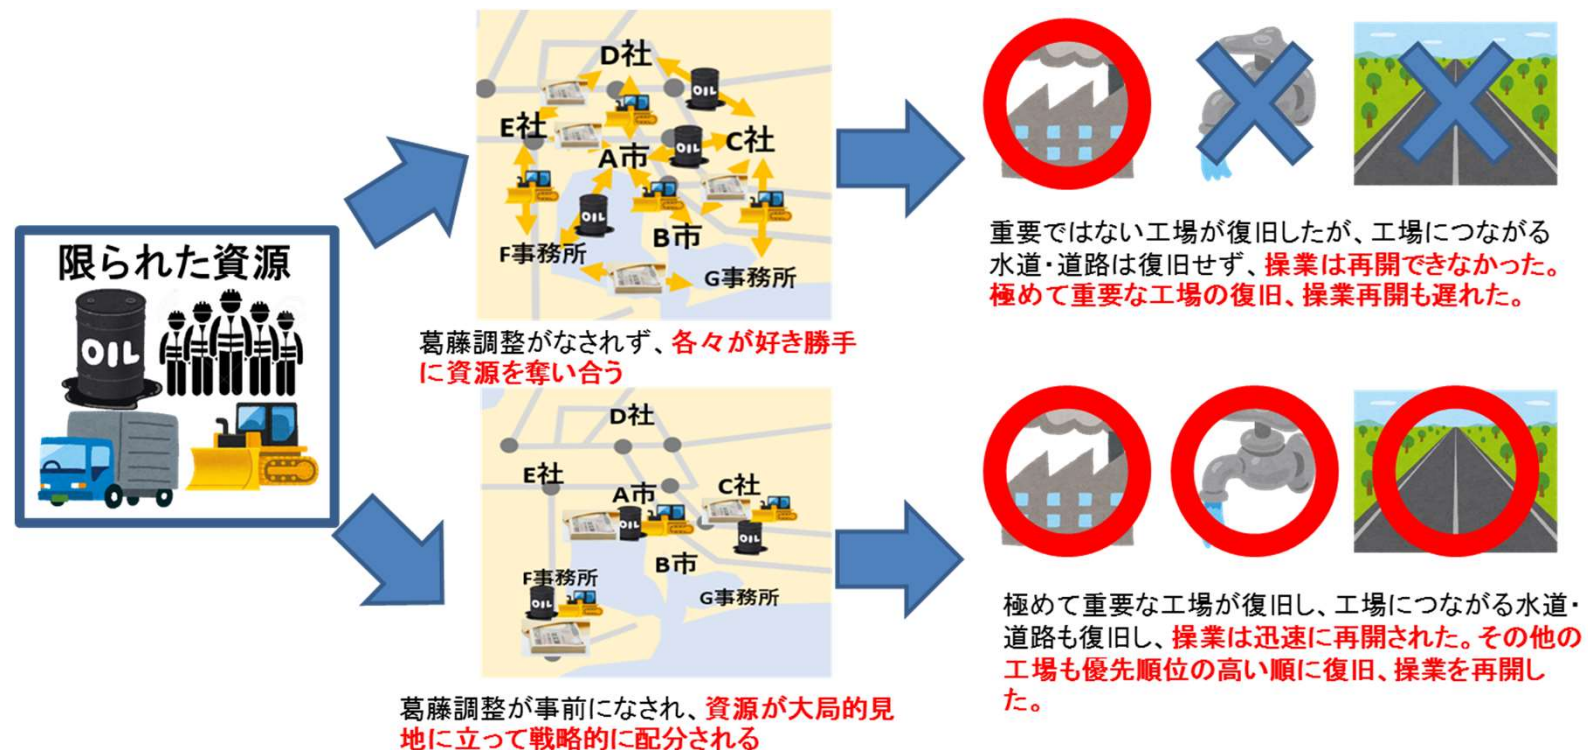 限られた資源
OIL
D社
OIL
E社
C社
OIL
A市
OIL
B市
F事務所
G事務所
葛藤調整がなされず、各々が好き勝手
に資源を奪い合う
重要ではない工場が復旧したが、工場につながる
水道・道路は復旧せず、操業は再開できなかった。
極めて重要な工場の復旧、操業再開も遅れた。
D社
E社
A市
C社
OIL
OIL
B市
F事務所
G事務所
OIL
葛藤調整が事前になされ、資源が大局的見
地に立って戦略的に配分される
極めて重要な工場が復旧し、工場につながる水道・
道路も復旧し、操業は迅速に再開された。その他の
工場も優先順位の高い順に復旧、操業を再開し
た。